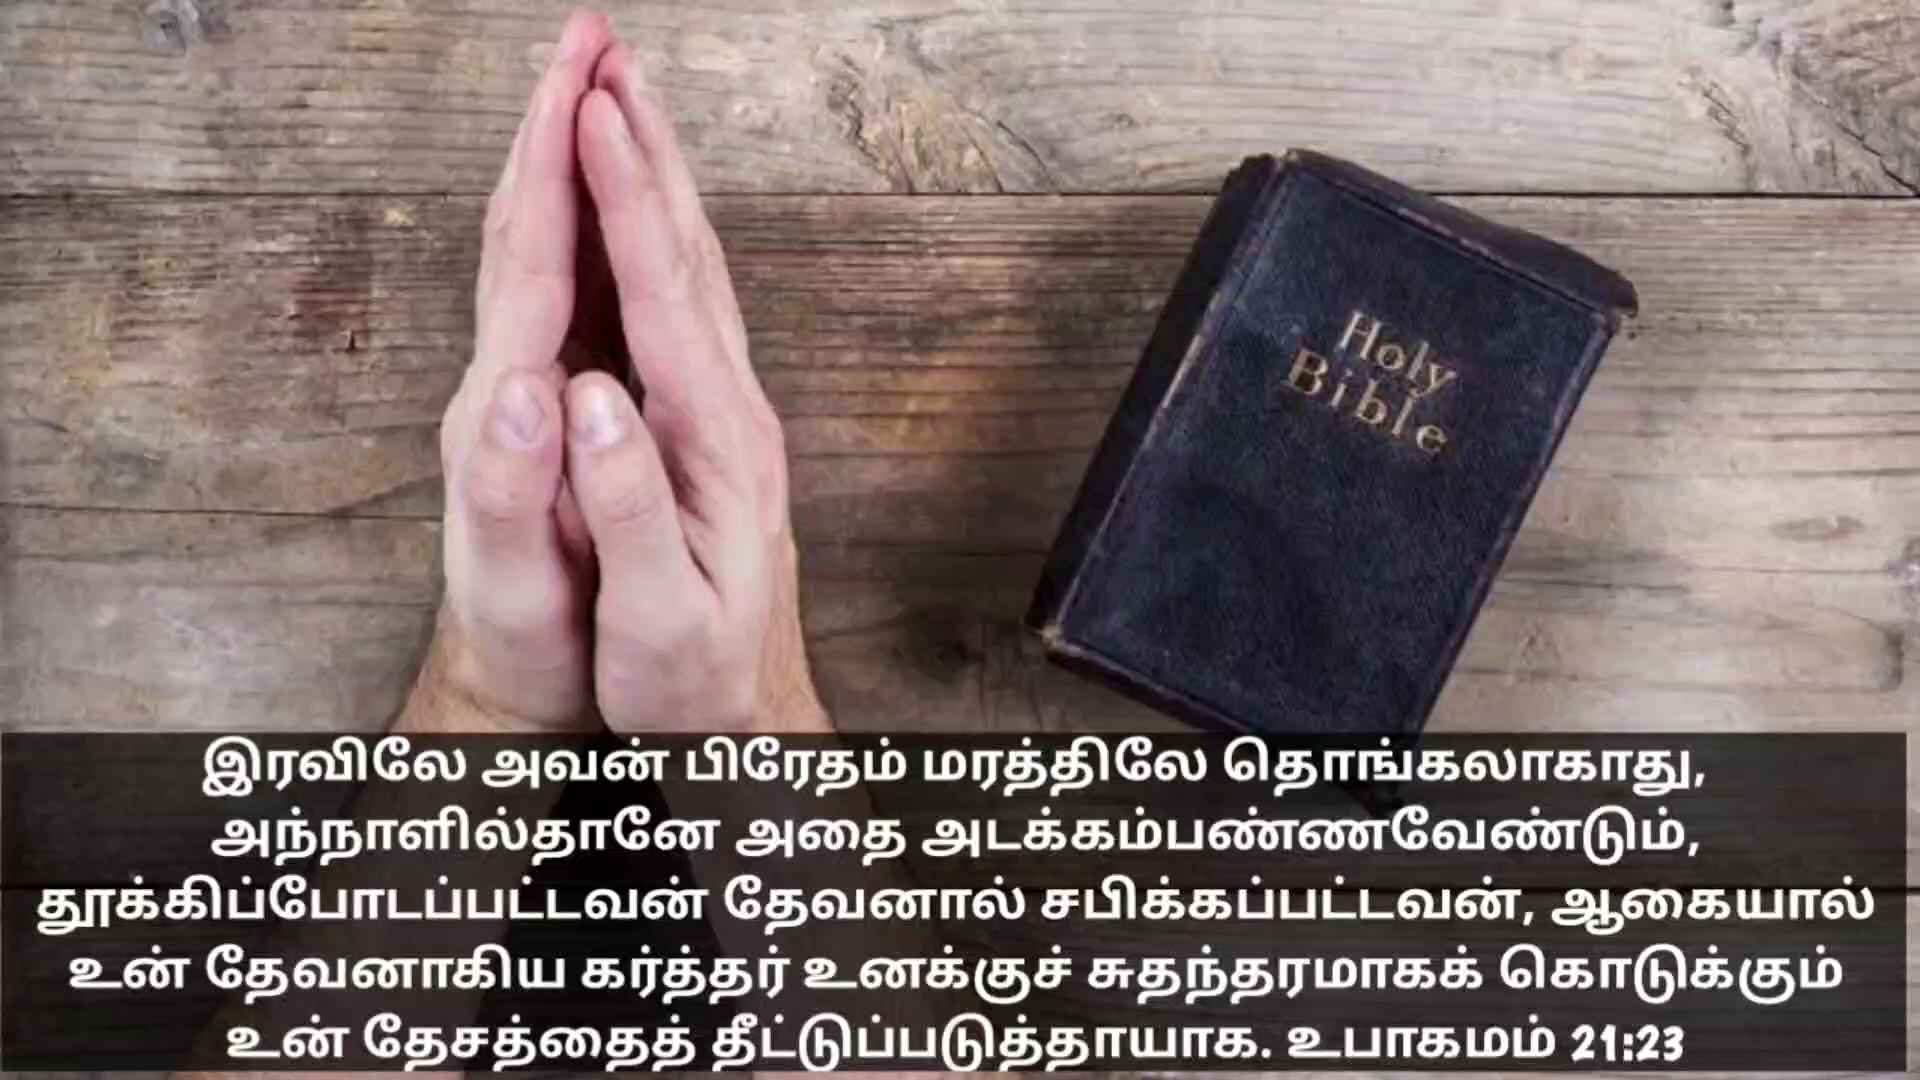 Holy
Bible
இரவிலே அவன் பிரேதம் மரத்திலே தொங்கலாகாது,
அந்நாளில்தானே அதை அடக்கம்பண்ணவேண்டும்,
தூக்கிப்போடப்பட்டவன் தேவனால் சபிக்கப்பட்டவன், ஆகையால்
உன் தேவனாகிய கர்த்தர் உனக்குச் சுதந்தரமாகக் கொடுக்கும்
உன் தேசத்தைத் தீட்டுப்படுத்தாயாக. உபாகமம் 21:23